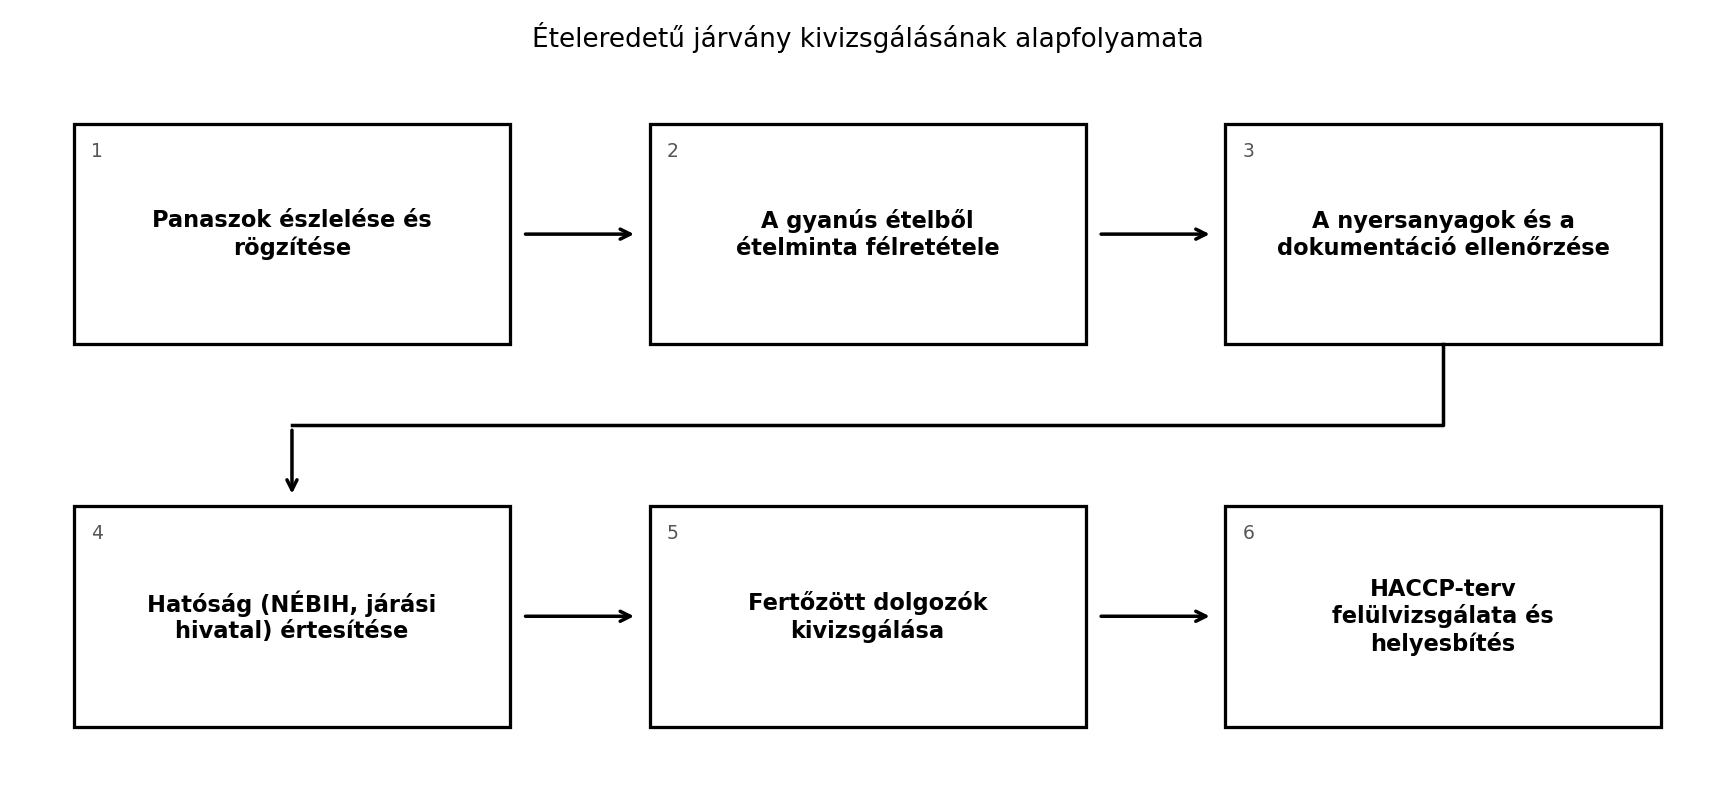 Ételeredetű járvány kivizsgálásának alapfolyamata
1
Panaszok észlelése és
rögzítése
2
A gyanús ételből
ételminta félretétele
3
A nyersanyagok és a
dokumentáció ellenőrzése
4
Hatóság (NÉBIH, járási
hivatal) értesítése
5
Fertőzött dolgozók
kivizsgálása
6
HACCP-terv
felülvizsgálata és
helyesbítés